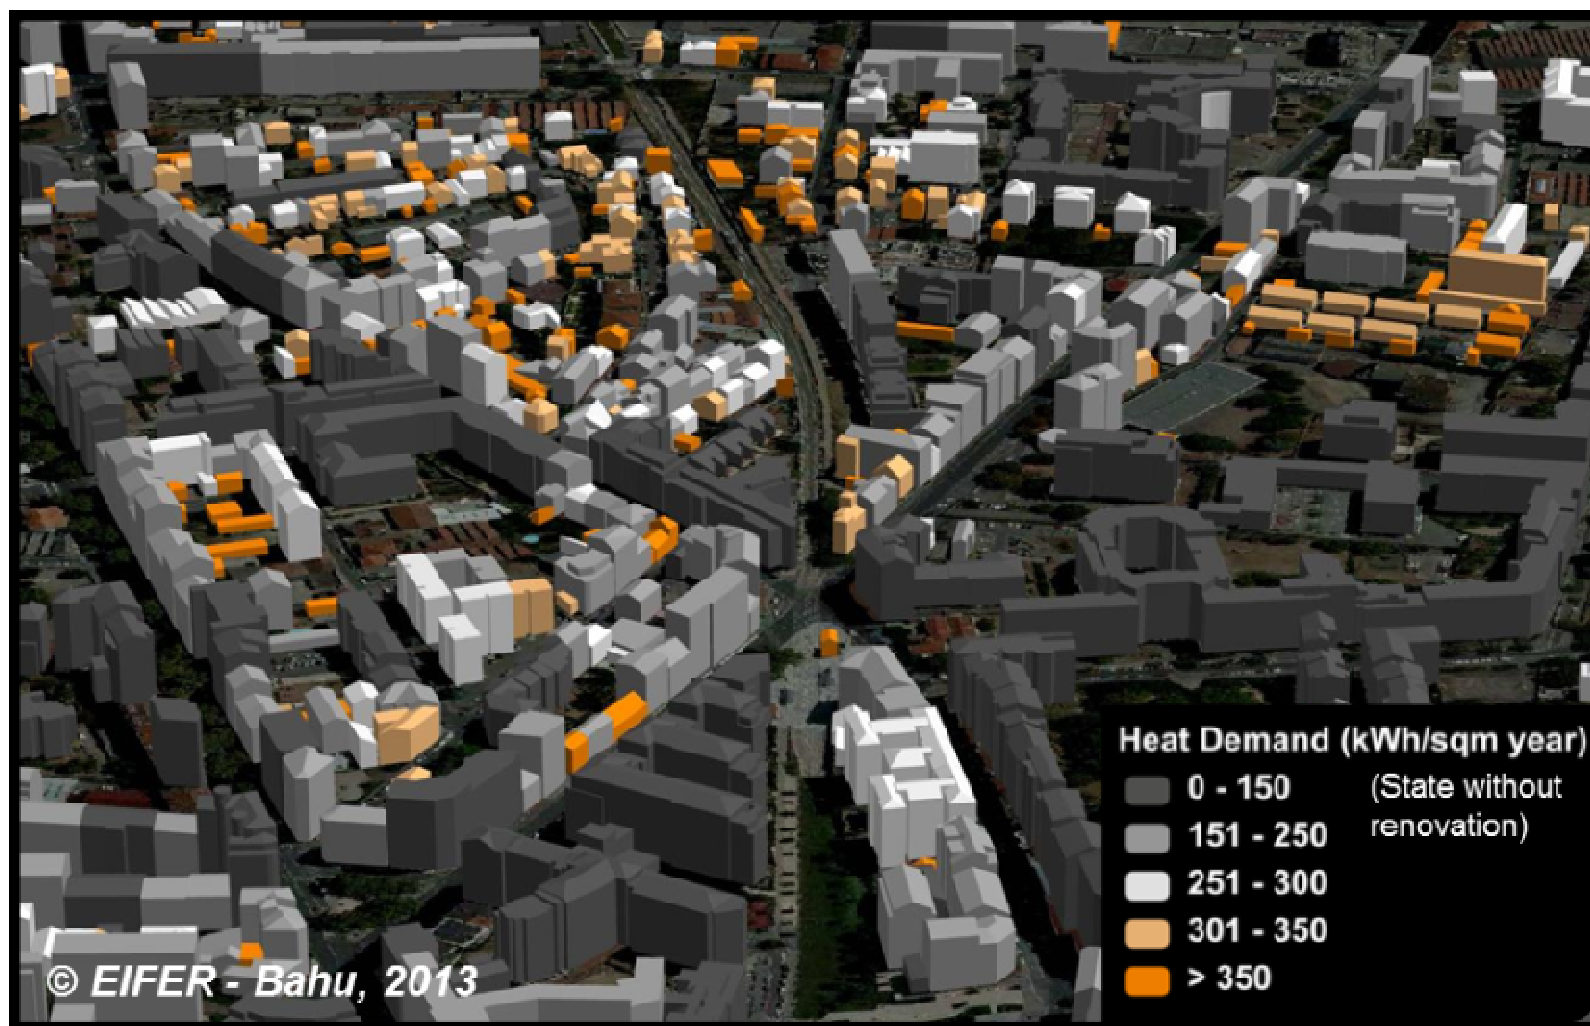 Heat Demand (kWh/sqm year)
0 - 150
(State without
renovation)
151 - 250
251 - 300
301 - 350
> 350
© EIFER - Bahu, 2013